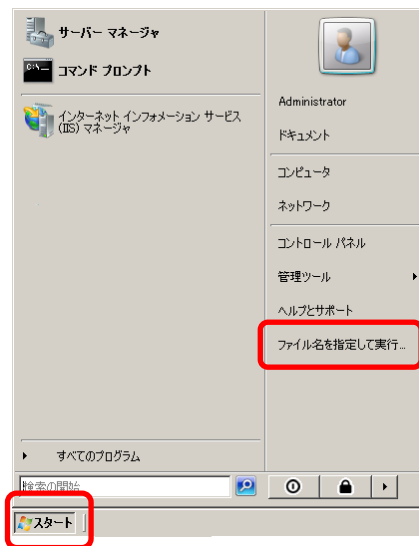 サーバー マネージャ
コマンド プロンプト
インターネット インフォメーション サービス
(IIS) マネージャ
Administrator
ドキュメント
コンピュータ
ネットワーク
コントロール パネル
管理ツール
ヘルプとサポート
ファイル名を指定して実行...
すべてのプログラム
検索の開始
スタート